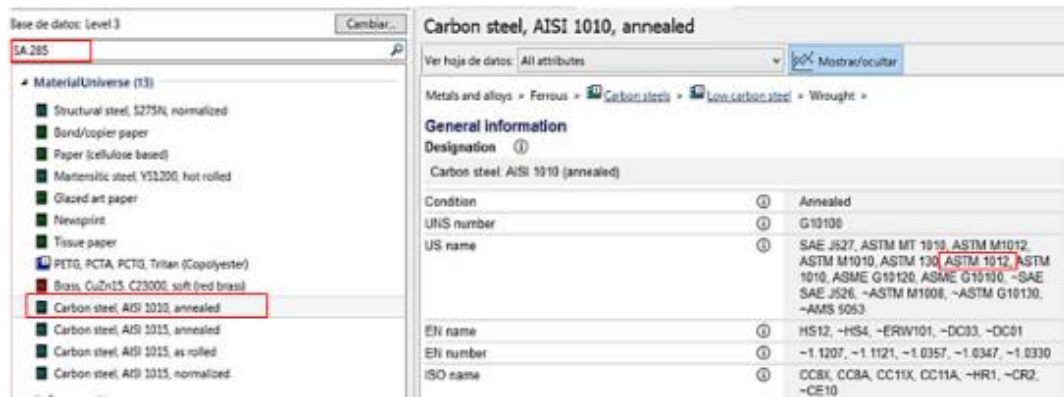 Base de datos: Level 3
Cambiar...
SA 285
MaterialUniverse (13)
Structural steel, S275N, normalized
Bond/copier paper
Paper (cellulose based)
Martensitic steel, YS1200, hot rolled
Glazed art paper
Newsprint
Tissue paper
PETG, PCTA, PCTG, Tritan (Copolyester)
Brass, CuZn15, C23000, soft (red brass)
Carbon steel, AISI 1010, annealed
Carbon steel, AISI 1015, annealed
Carbon steel, AISI 1015, as rolled
Carbon steel, AISI 1015, normalized
Carbon steel, AISI 1010, annealed
Ver hoja de datos: All attributes
Mostrar/ocultar
Metals and alloys > Ferrous > Carbon steels > Low carbon steel > Wrought >
General information
Designation
Carbon steel: AISI 1010 (annealed)
Condition Annealed
UNS number G10100
US name SAE J527, ASTM MT 1010, ASTM M1012,
ASTM M1010, ASTM 130, ASTM 1012, ASTM
1010, ASME G10120, ASME G10100, ~SAE
SAE J526, ~ASTM M1008, ~ASTM G10130,
~AMS 5053
EN name HS12, ~HS4, ~ERW101, ~DC03, ~DC01
EN number ~1.1207, ~1.1121, ~1.0357, ~1.0347, ~1.0330
ISO name CC8X, CC8A, CC11X, CC11A, ~HR1, ~CR2,
~CE10